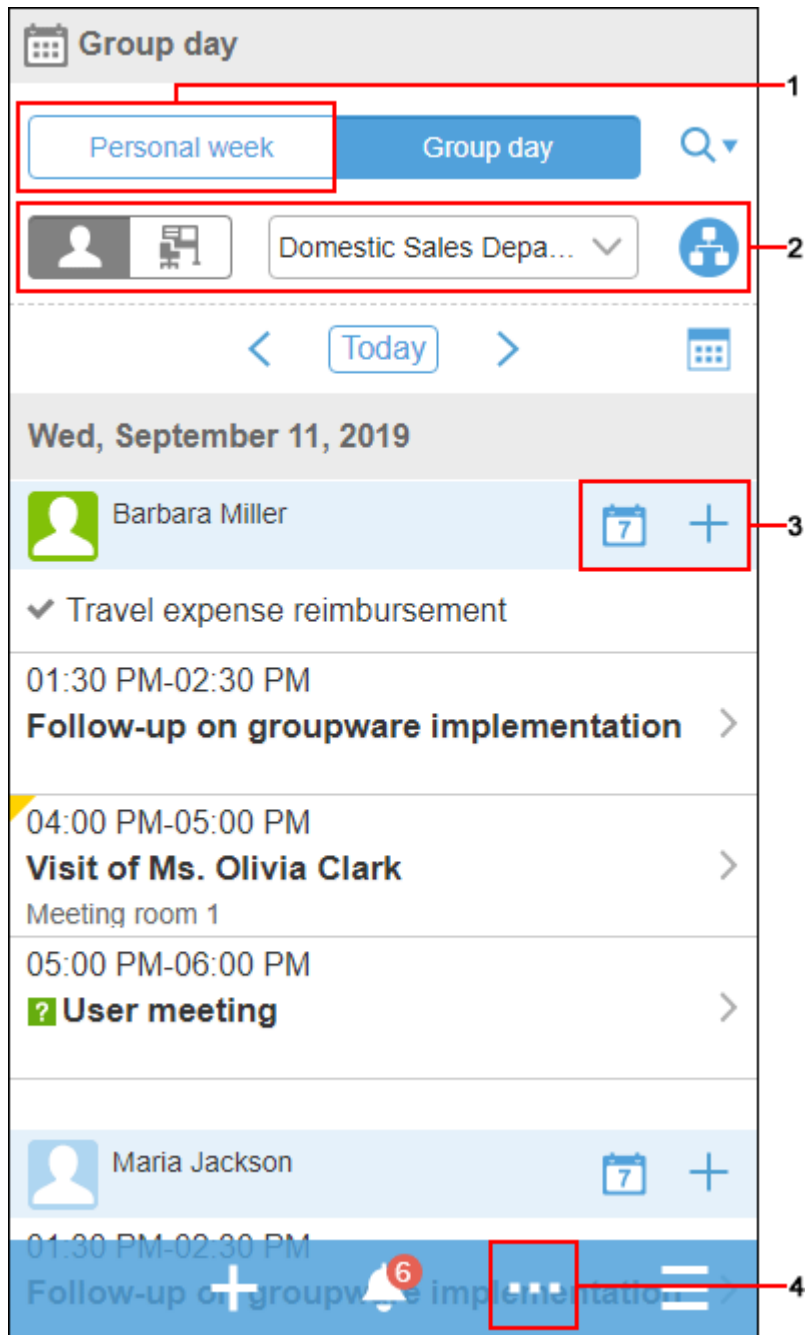 Group day
1
Personal week Group day
Domestic Sales Depa...
2
Today
Wed, September 11, 2019
Barbara Miller
7
3
Travel expense reimbursement
01:30 PM-02:30 PM
Follow-up on groupware implementation
04:00 PM-05:00 PM
Visit of Ms. Olivia Clark
Meeting room 1
05:00 PM-06:00 PM
? User meeting
Maria Jackson
7
01:30 PM-02:30 PM
6
Follow-up on groupware implementation
4